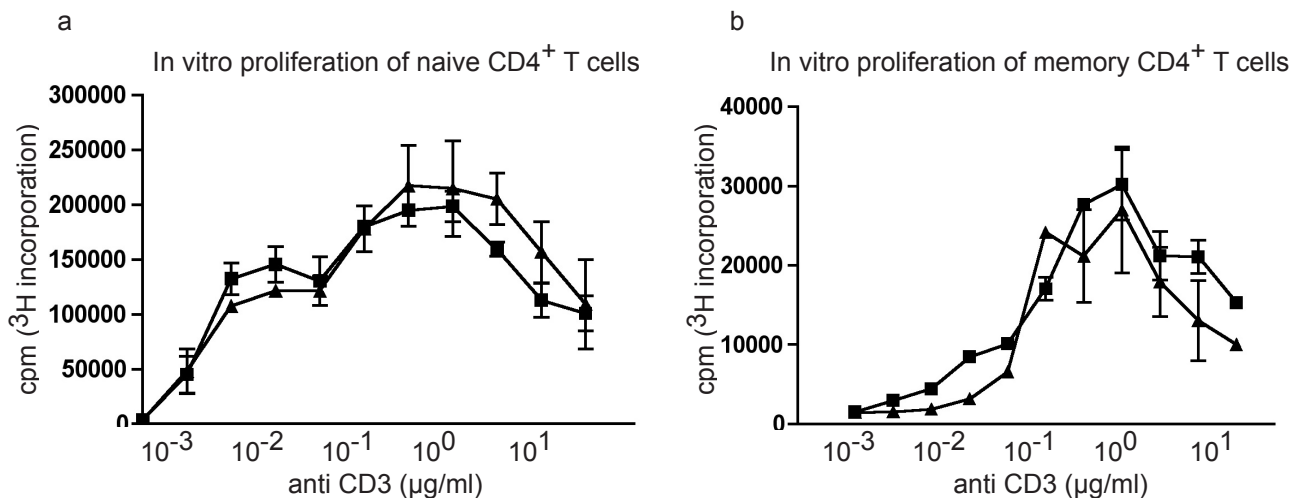 a
In vitro proliferation of naive CD4⁺ T cells
300000
250000
200000
150000
100000
50000
0
cpm (³H incorporation)
10⁻³ 10⁻² 10⁻¹ 10⁰ 10¹
anti CD3 (µg/ml)
b
In vitro proliferation of memory CD4⁺ T cells
40000
30000
20000
10000
0
cpm (³H incorporation)
10⁻³ 10⁻² 10⁻¹ 10⁰ 10¹
anti CD3 (µg/ml)